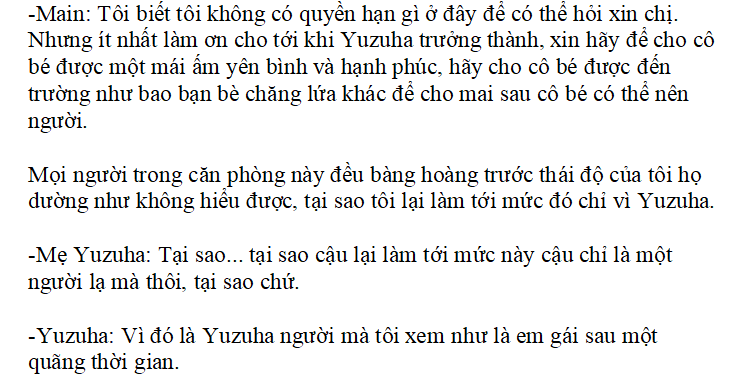 -Main: Tôi biết tôi không có quyền hạn gì ở đây để có thể hỏi xin chị.
Nhưng ít nhất làm ơn cho tới khi Yuzuha trưởng thành, xin hãy để cho cô
bé được một mái ấm yên bình và hạnh phúc, hãy cho cô bé được đến
trường như bao bạn bè chăng lứa khác để cho mai sau cô bé có thể nên
người.
Mọi người trong căn phòng này đều bàng hoàng trước thái độ của tôi họ
dường như không hiểu được, tại sao tôi lại làm tới mức đó chỉ vì Yuzuha.
-Mẹ Yuzuha: Tại sao... tại sao cậu lại làm tới mức này cậu chỉ là một
người lạ mà thôi, tại sao chứ.
-Yuzuha: Vì đó là Yuzuha người mà tôi xem như là em gái sau một
quãng thời gian.